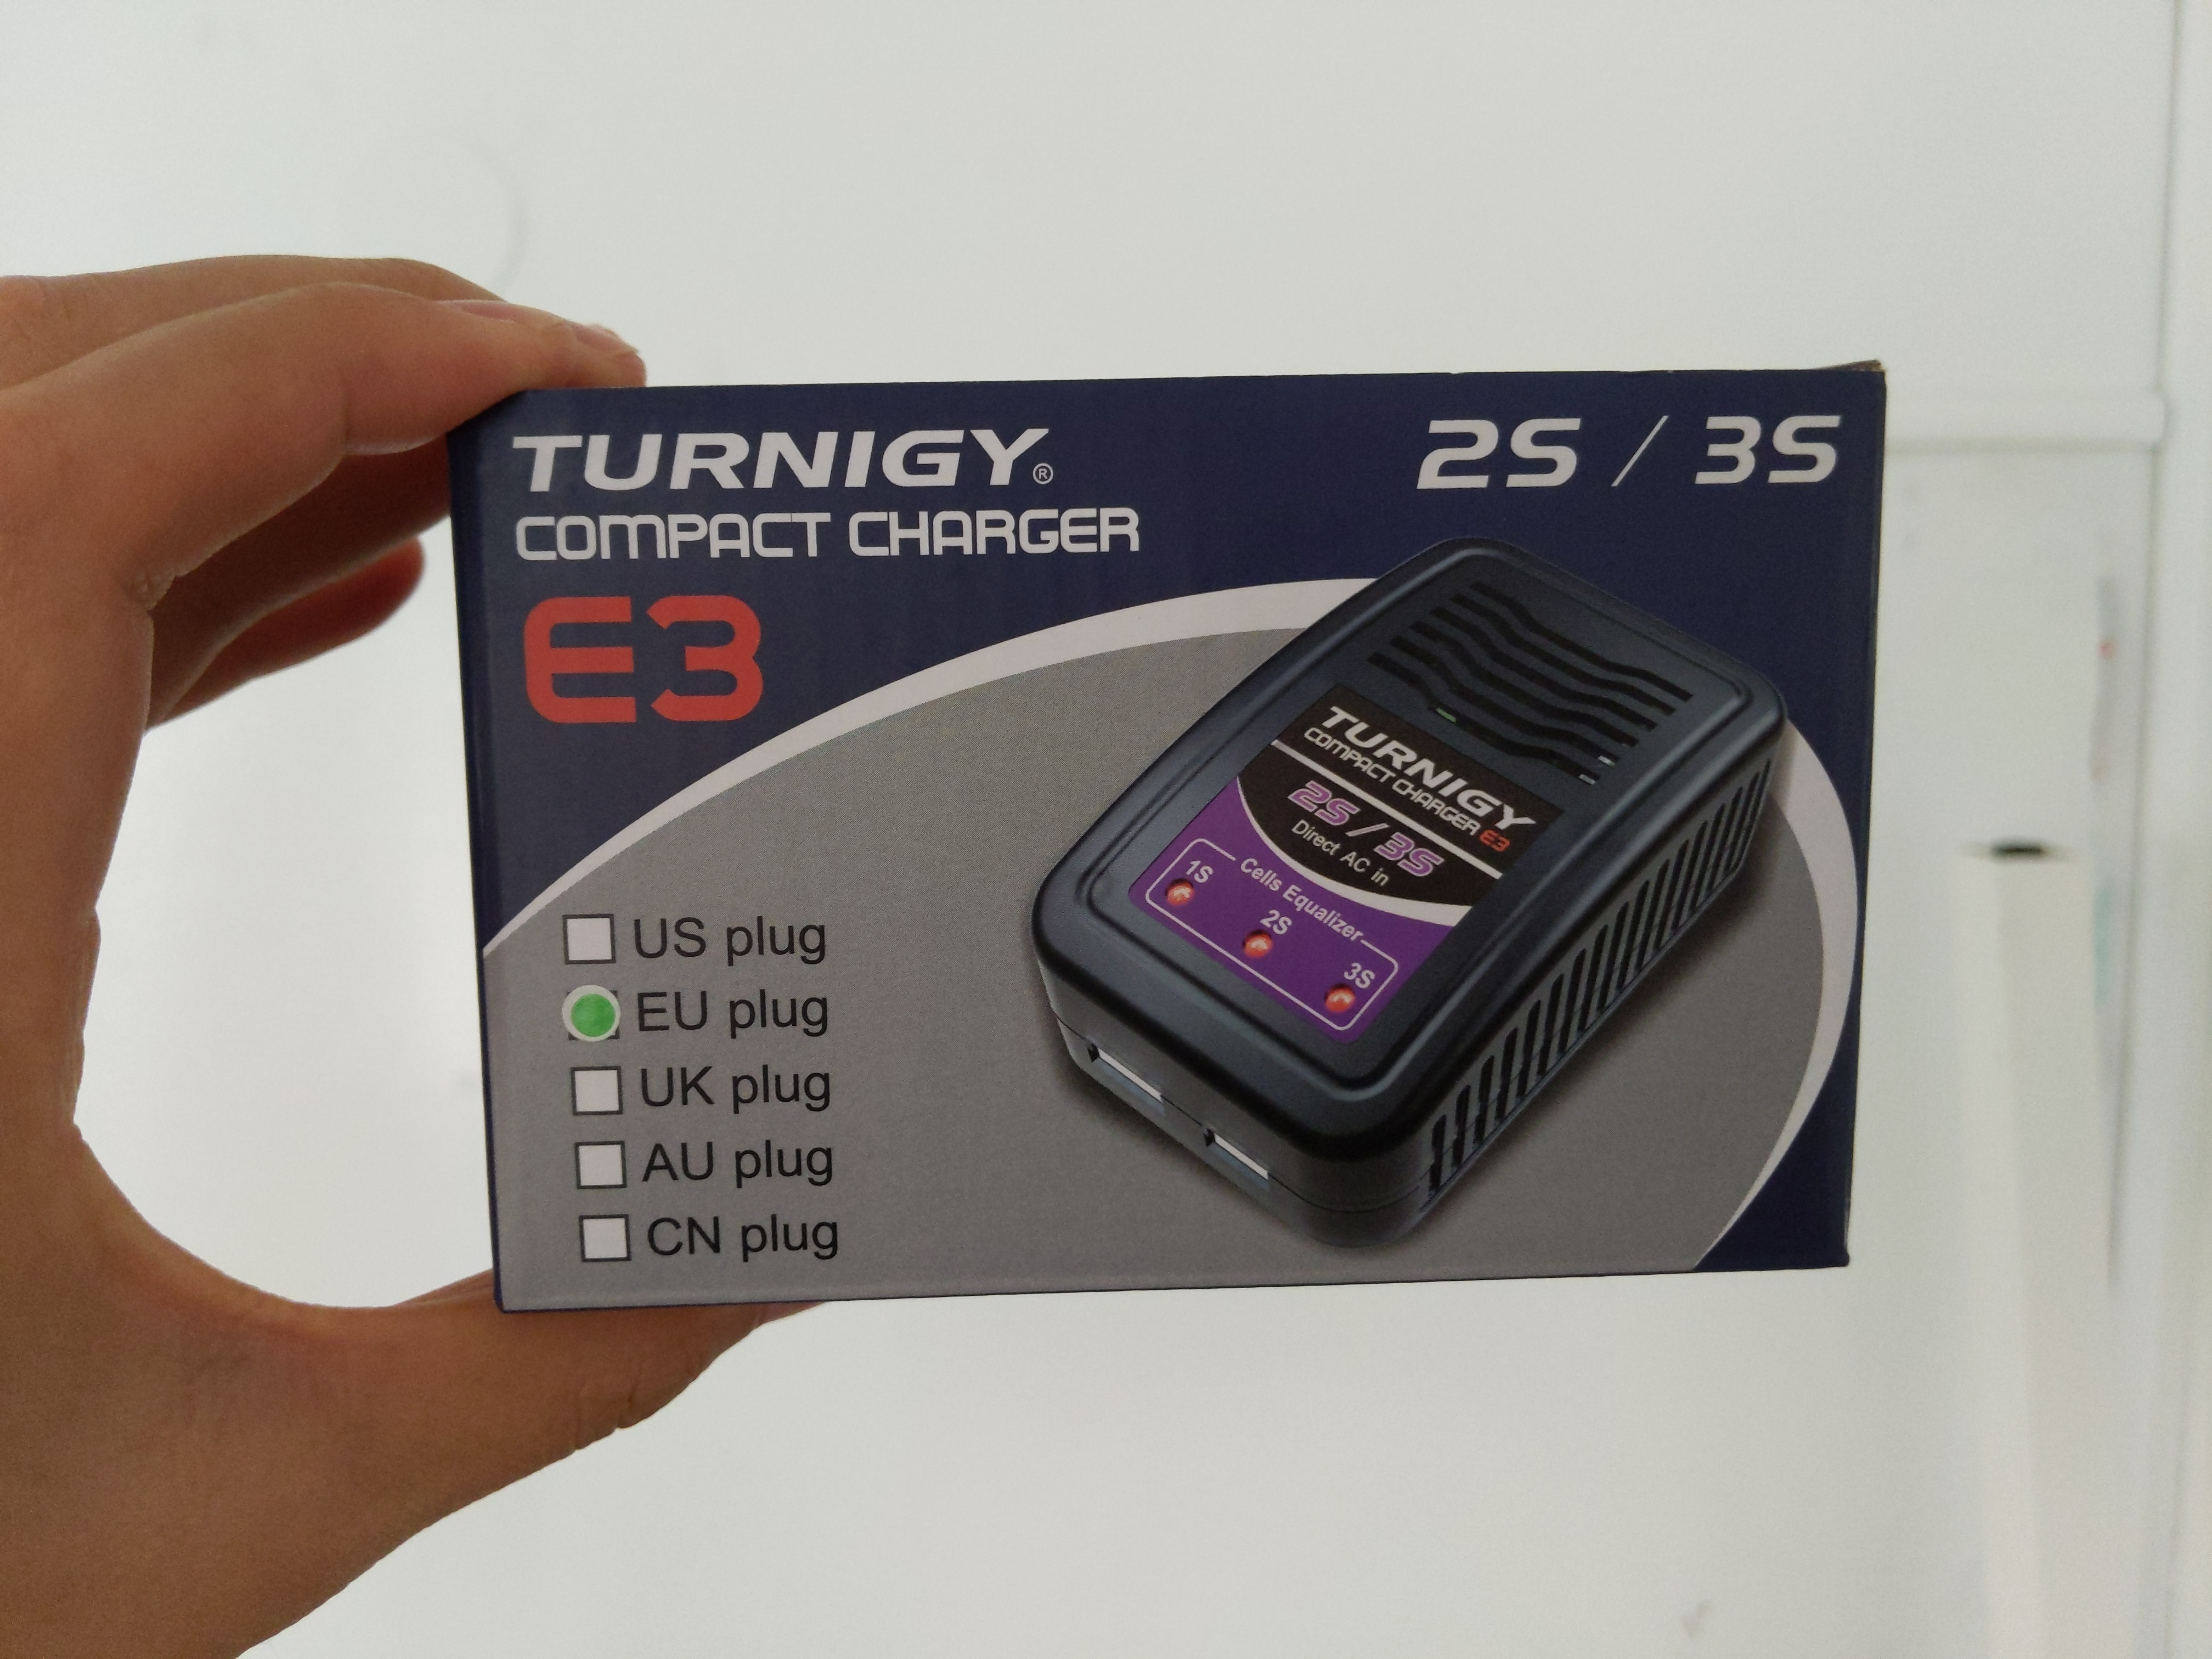 TURNIGY®
COMPACT CHARGER
E3
2S / 3S
TURNIGY
COMPACT CHARGER E3
2S / 3S
Direct AC in
Cells Equalizer
1S
2S
3S
US plug
EU plug
UK plug
AU plug
CN plug